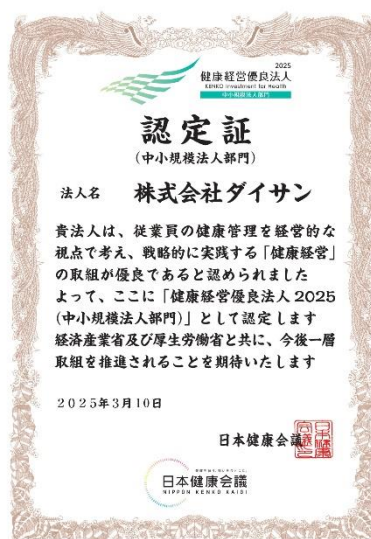 2025
健康経営優良法人
KENKO Investment for Health
中小規模法人部門
認定証
(中小規模法人部門)
法人名 株式会社ダイサン
貴法人は、従業員の健康管理を経営的な
視点で考え、戦略的に実践する「健康経営」
の取組が優良であると認められました
よって、ここに「健康経営優良法人2025
(中小規模法人部門)」として認定します
経済産業省及び厚生労働省と共に、今後一層
取組を推進されることを期待いたします
2025年3月10日
日本健康会議
日本健康会議
NIPPON KENKO KAIGI